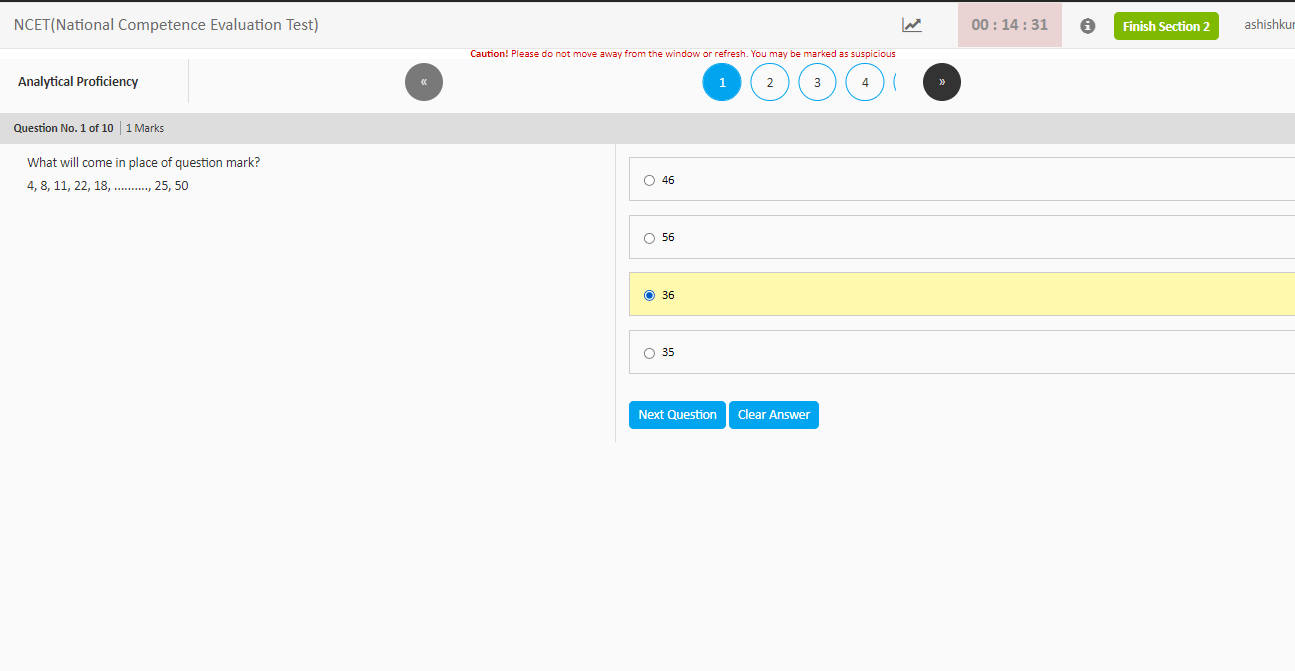 NCET(National Competence Evaluation Test)
00 : 14 : 31
Finish Section 2
ashishkur
Caution! Please do not move away from the window or refresh. You may be marked as suspicious
Analytical Proficiency
«
1
2
3
4
»
Question No. 1 of 10 | 1 Marks
What will come in place of question mark?
4, 8, 11, 22, 18, .........., 25, 50
46
56
36
35
Next Question
Clear Answer